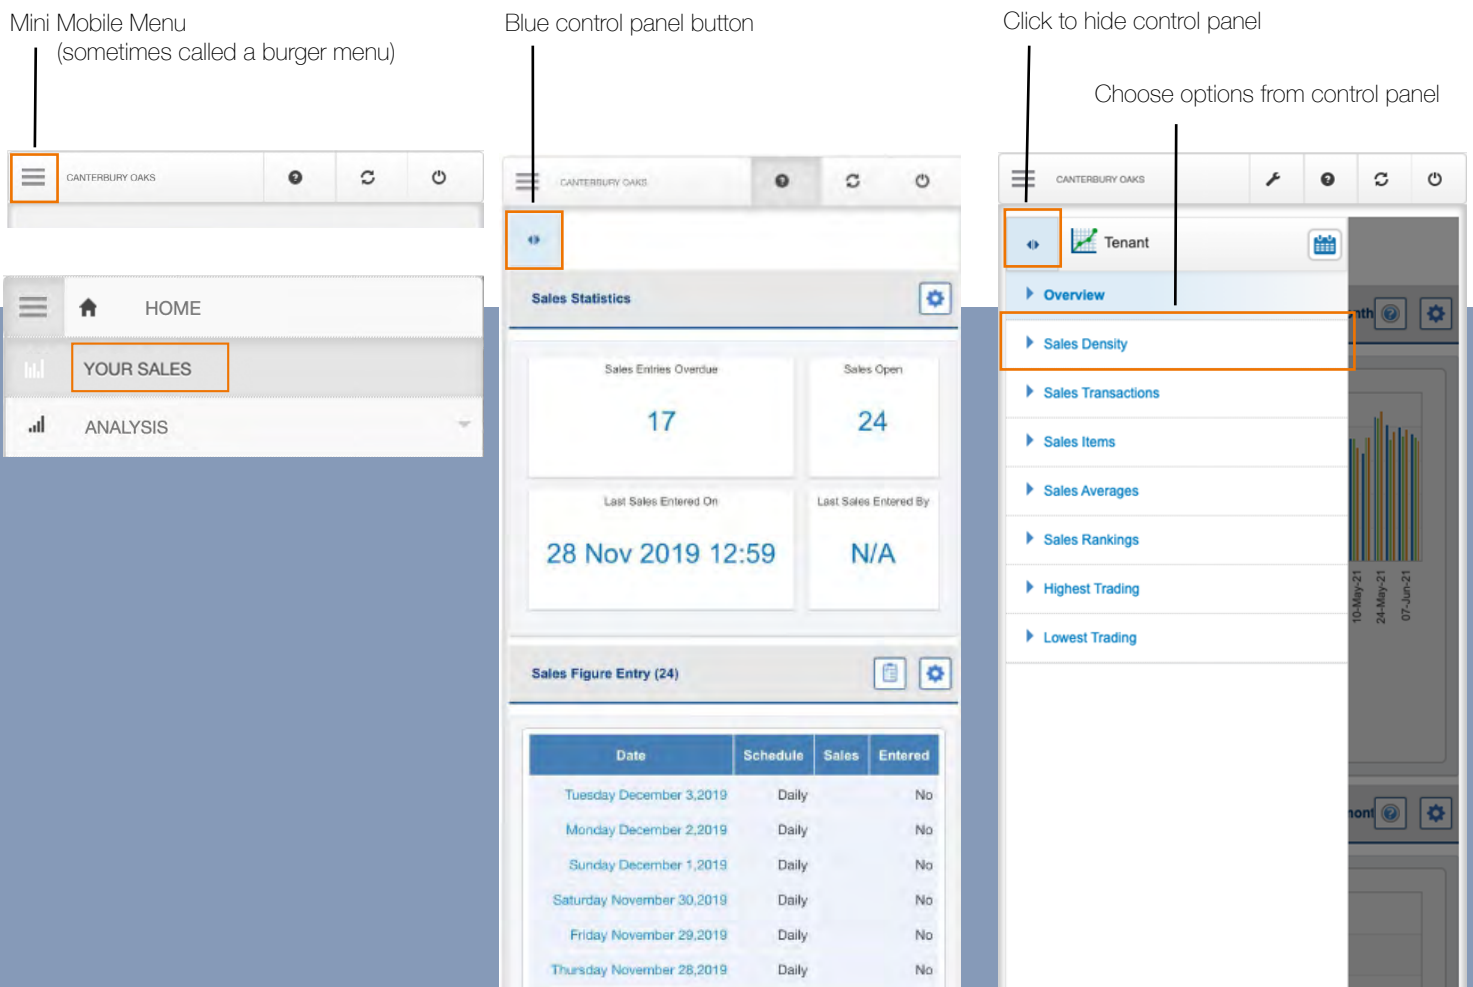 Mini Mobile Menu
(sometimes called a burger menu)
CANTERBURY OAKS
HOME
YOUR SALES
ANALYSIS
Blue control panel button
CANTERBURY OAKS
Sales Statistics
Sales Entries Overdue
17
Sales Open
24
Last Sales Entered On
28 Nov 2019 12:59
Last Sales Entered By
N/A
Sales Figure Entry (24)
Date Schedule Sales Entered
Tuesday December 3,2019 Daily No
Monday December 2,2019 Daily No
Sunday December 1,2019 Daily No
Saturday November 30,2019 Daily No
Friday November 29,2019 Daily No
Thursday November 28,2019 Daily No
Click to hide control panel
Choose options from control panel
CANTERBURY OAKS
Tenant
Overview
Sales Density
Sales Transactions
Sales Items
Sales Averages
Sales Rankings
Highest Trading
Lowest Trading
nth
10-May-21
24-May-21
07-Jun-21
mont